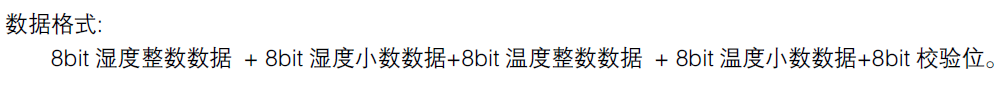 数据格式:
8bit 湿度整数数据 + 8bit 湿度小数数据+8bit 温度整数数据 + 8bit 温度小数数据+8bit 校验位。